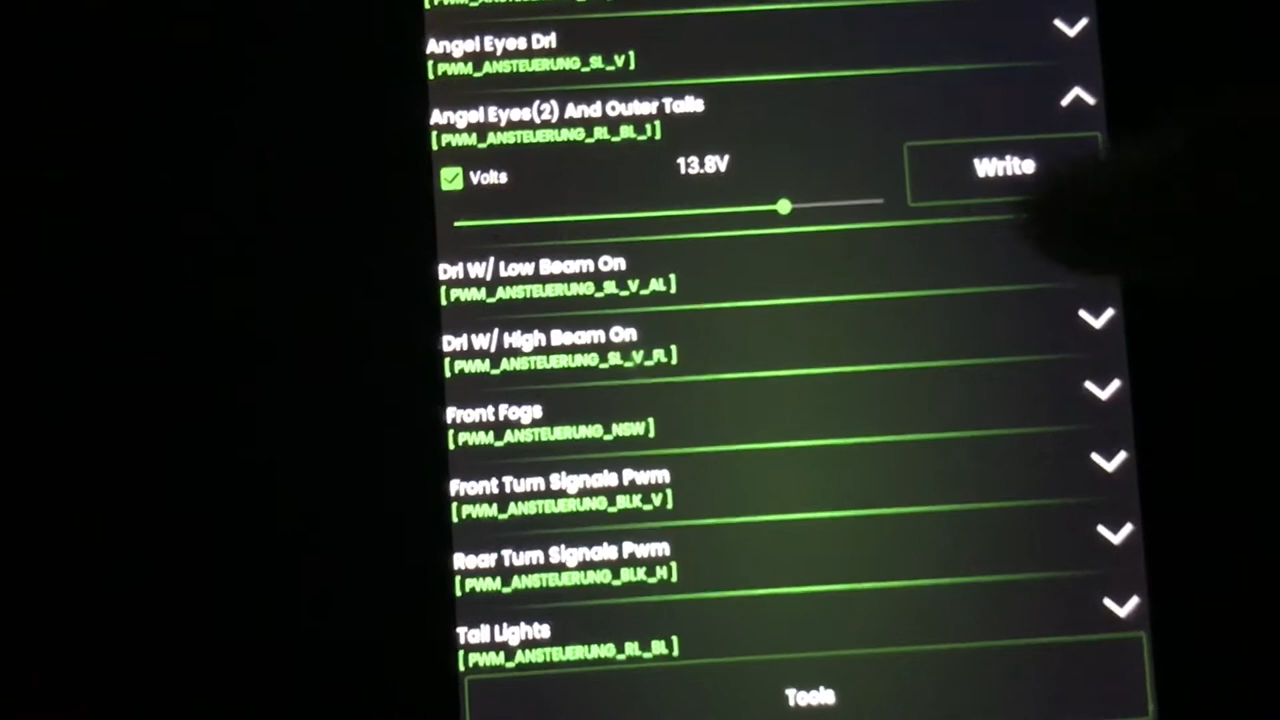 Angel Eyes Drl
[ PWM_ANSTEUERUNG_SL_V ]
Angel Eyes(2) And Outer Tails
[ PWM_ANSTEUERUNG_RL_BL_1 ]
Volts 13.8V Write
Drl W/ Low Beam On
[ PWM_ANSTEUERUNG_SL_V_AL ]
Drl W/ High Beam On
[ PWM_ANSTEUERUNG_SL_V_FL ]
Front Fogs
[ PWM_ANSTEUERUNG_NSW ]
Front Turn Signals Pwm
[ PWM_ANSTEUERUNG_BLK_V ]
Rear Turn Signals Pwm
[ PWM_ANSTEUERUNG_BLK_H ]
Tail Lights
[ PWM_ANSTEUERUNG_RL_BL ]
Tools